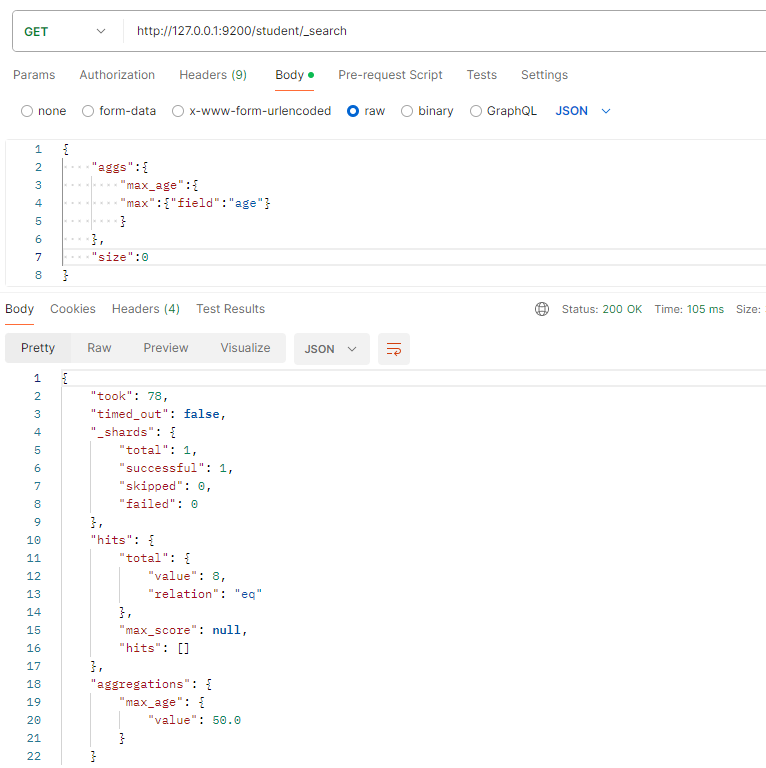 GET http://127.0.0.1:9200/student/_search
Params Authorization Headers (9) Body Pre-request Script Tests Settings
none form-data x-www-form-urlencoded raw binary GraphQL JSON
1 {
2 "aggs":{
3 "max_age":{
4 "max":{"field":"age"}
5 }
6 },
7 "size":0
8 }
Body Cookies Headers (4) Test Results Status: 200 OK Time: 105 ms Size:
Pretty Raw Preview Visualize JSON
1 {
2 "took": 78,
3 "timed_out": false,
4 "_shards": {
5 "total": 1,
6 "successful": 1,
7 "skipped": 0,
8 "failed": 0
9 },
10 "hits": {
11 "total": {
12 "value": 8,
13 "relation": "eq"
14 },
15 "max_score": null,
16 "hits": []
17 },
18 "aggregations": {
19 "max_age": {
20 "value": 50.0
21 }
22 }